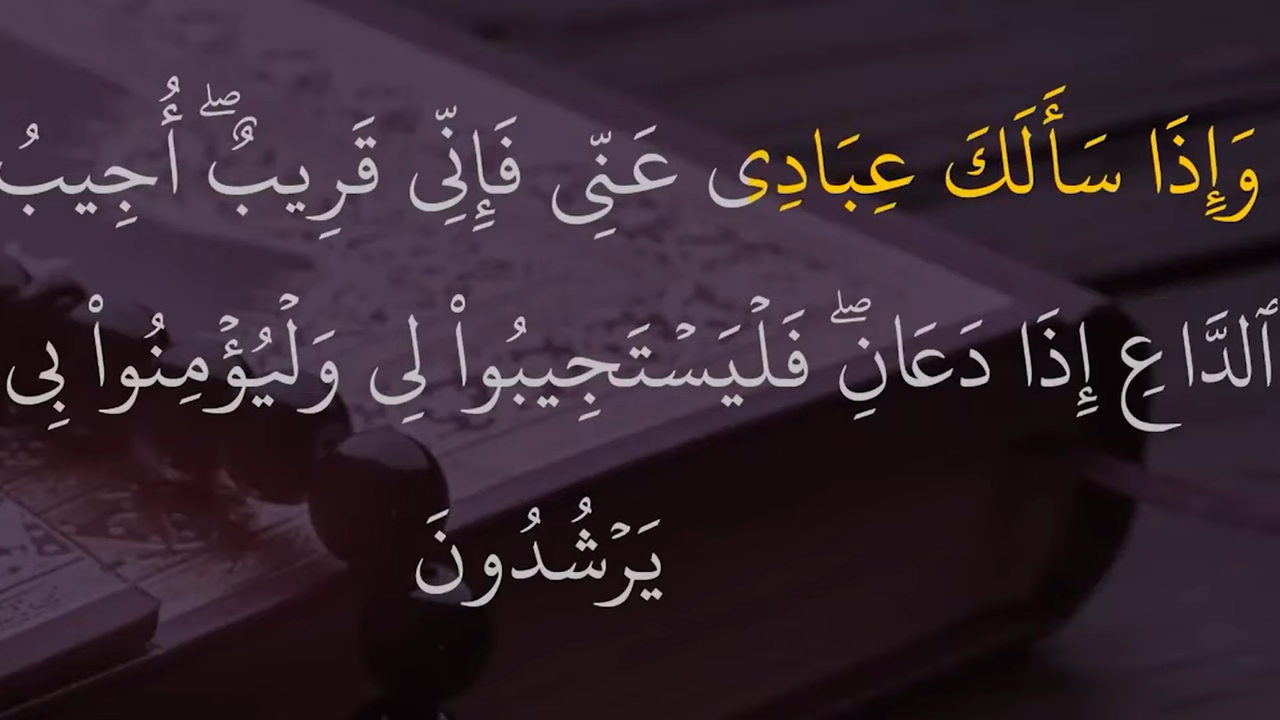 وَإِذَا سَأَلَكَ عِبَادِى عَنِّى فَإِنِّى قَرِيبٌۖ أُجِيبُ
ٱلدَّاعِ إِذَا دَعَانِۖ فَلْيَسْتَجِيبُوا۟ لِى وَلْيُؤْمِنُوا۟ بِى
يَرْشُدُونَ